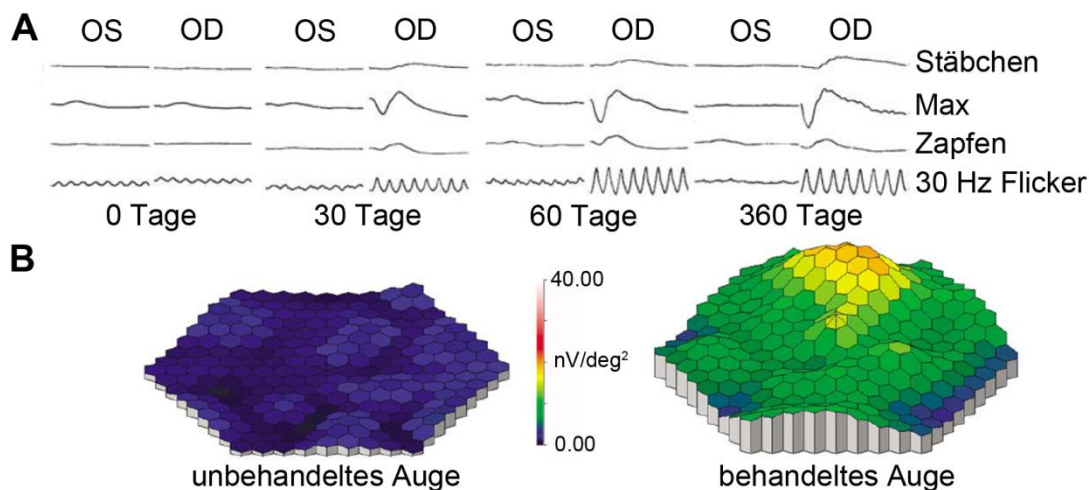 A
OS OD OS OD OS OD OS OD
Stäbchen
Max
Zapfen
30 Hz Flicker
0 Tage 30 Tage 60 Tage 360 Tage
B
40.00
nV/deg²
0.00
unbehandeltes Auge behandeltes Auge